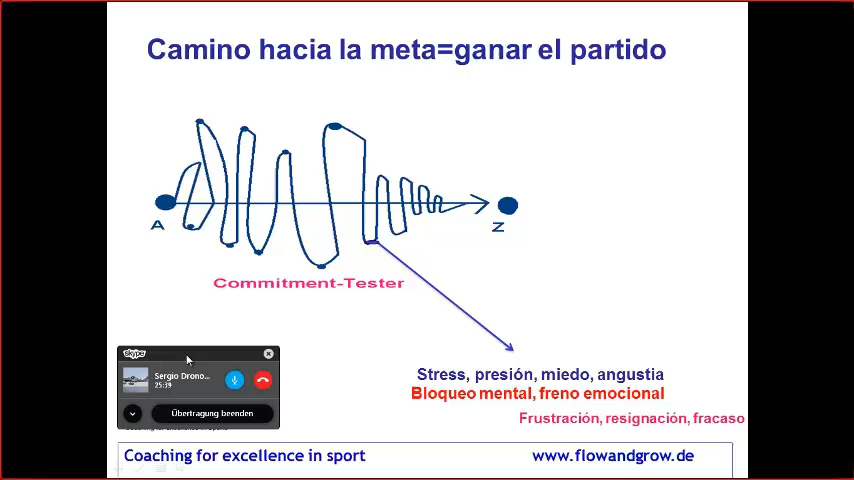 Camino hacia la meta=ganar el partido
A
Z
Commitment-Tester
skype
Sergio Drono...
25:39
Übertragung beenden
Stress, presión, miedo, angustia
Bloqueo mental, freno emocional
Frustración, resignación, fracaso
Coaching for excellence in sport
www.flowandgrow.de